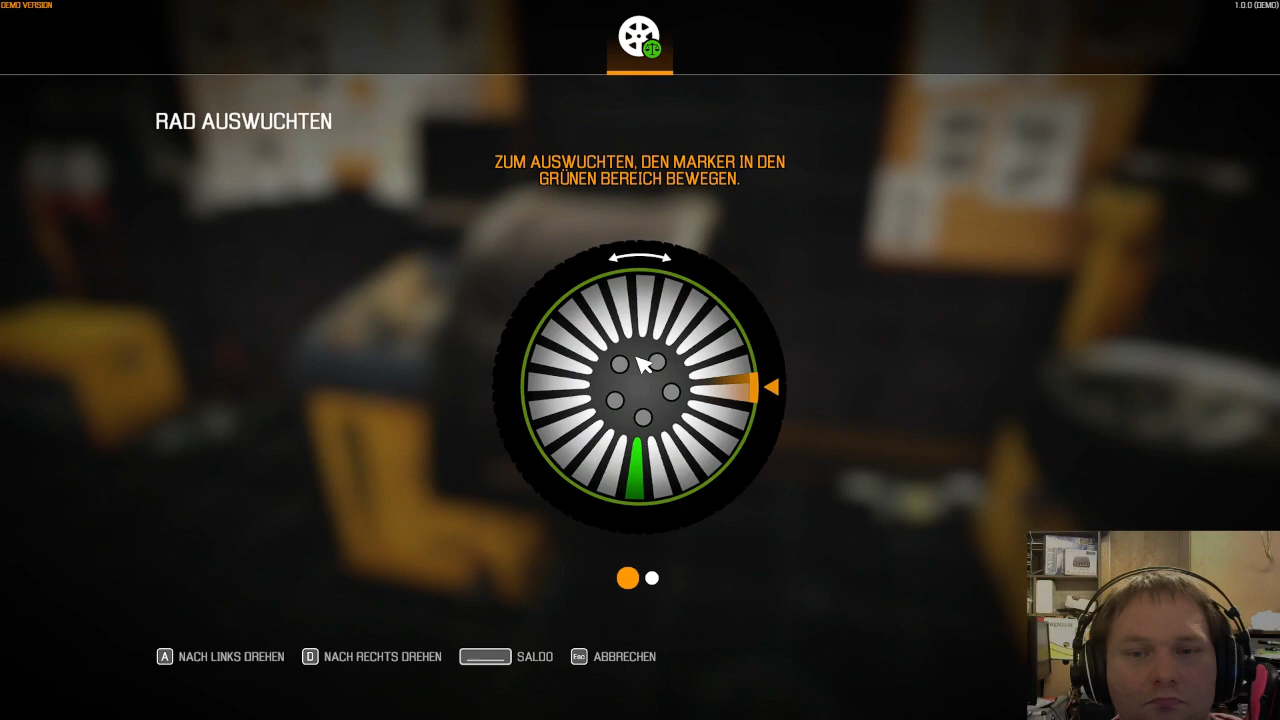 DEMO VERSION
1.0.0 (DEMO)
RAD AUSWUCHTEN
ZUM AUSWUCHTEN, DEN MARKER IN DEN
GRÜNEN BEREICH BEWEGEN.
A NACH LINKS DREHEN D NACH RECHTS DREHEN SALDO Esc ABBRECHEN